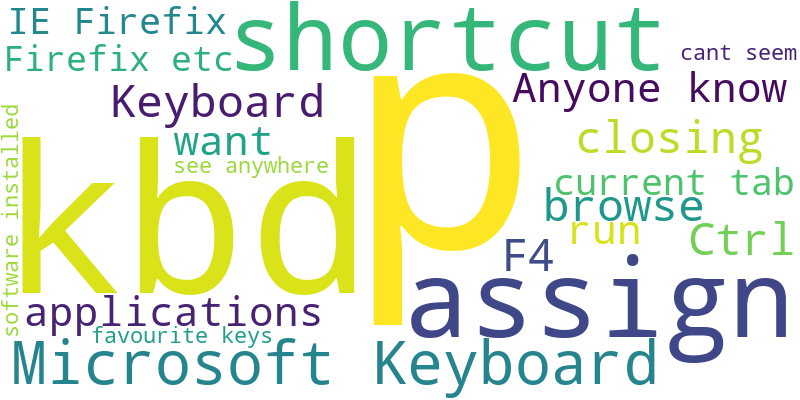 IE Firefix
shortcut
Firefix etc
cant seem
Keyboard
p
Anyone know
want
closing
see anywhere
kbd
current tab
software installed
browse
run
Ctrl
F4
assign
applications
favourite keys
Microsoft Keyboard